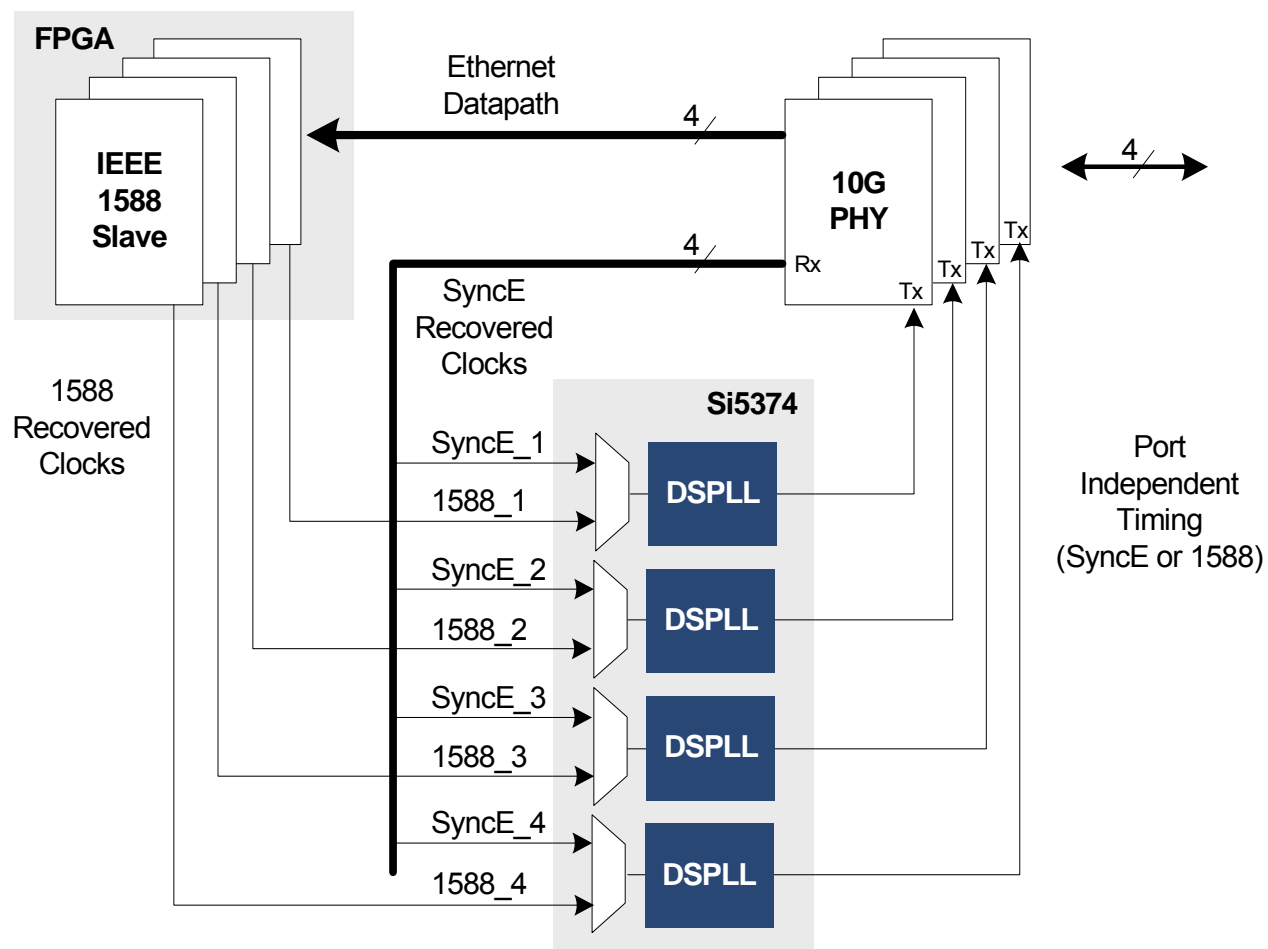 FPGA
IEEE
1588
Slave
Ethernet
Datapath
4
10G
PHY
4
Rx
Tx
Tx
Tx
Tx
4
SyncE
Recovered
Clocks
1588
Recovered
Clocks
Si5374
SyncE_1
1588_1
DSPLL
SyncE_2
1588_2
DSPLL
SyncE_3
1588_3
DSPLL
SyncE_4
1588_4
DSPLL
Port
Independent
Timing
(SyncE or 1588)